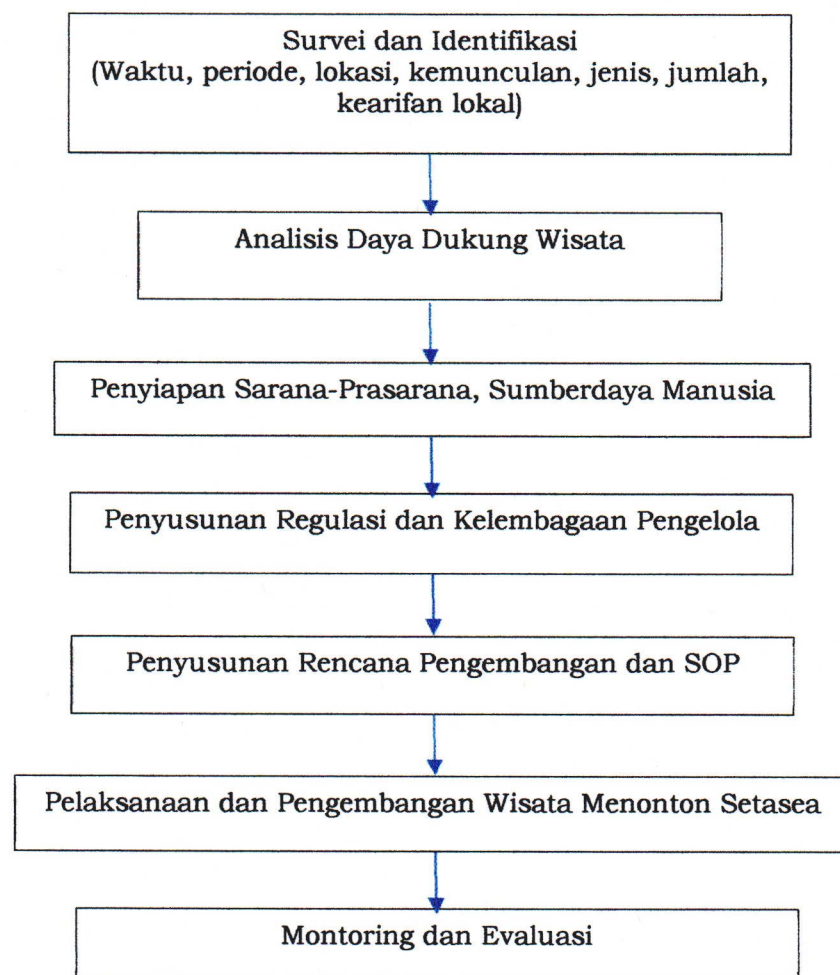 Survei dan Identifikasi
(Waktu, periode, lokasi, kemunculan, jenis, jumlah,
kearifan lokal)
Analisis Daya Dukung Wisata
Penyiapan Sarana-Prasarana, Sumberdaya Manusia
Penyusunan Regulasi dan Kelembagaan Pengelola
Penyusunan Rencana Pengembangan dan SOP
Pelaksanaan dan Pengembangan Wisata Menonton Setasea
Montoring dan Evaluasi